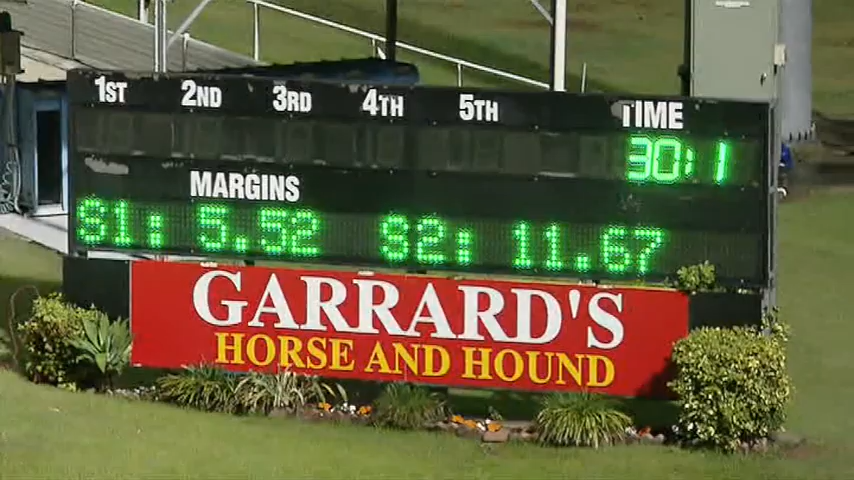 1ST 2ND 3RD 4TH 5TH TIME
30:1
MARGINS
S1: 5.52 S2: 11.67
GARRARD'S
HORSE AND HOUND